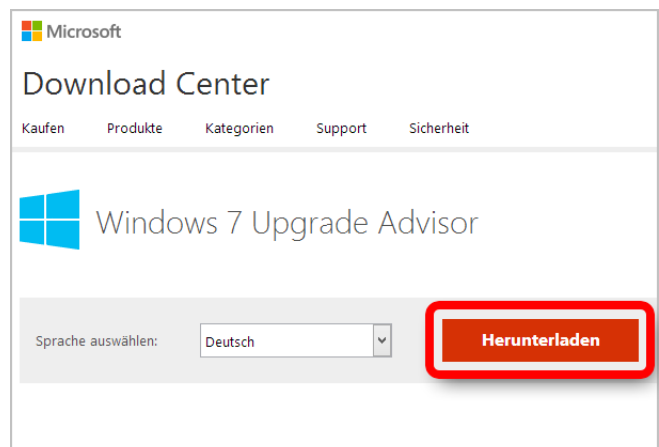 Microsoft
Download Center
Kaufen Produkte Kategorien Support Sicherheit
Windows 7 Upgrade Advisor
Sprache auswählen: Deutsch Herunterladen